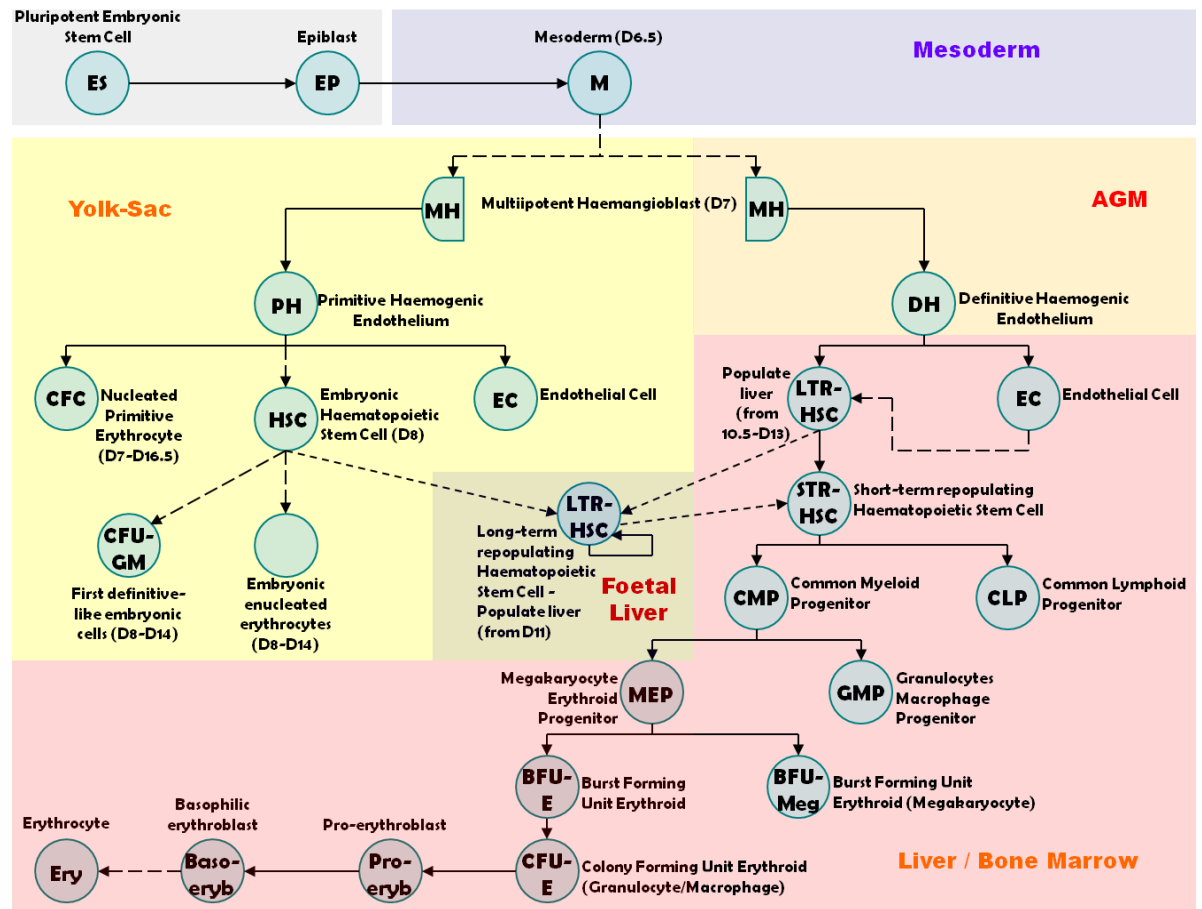 Pluripotent Embryonic
Stem Cell
ES
Epiblast
EP
Mesoderm (D6.5)
M
Mesoderm
Yolk-Sac
MH
Multiipotent Haemangioblast (D7)
MH
AGM
PH
Primitive Haemogenic
Endothelium
DH
Definitive Haemogenic
Endothelium
CFC
Nucleated
Primitive
Erythrocyte
(D7-D16.5)
HSC
Embryonic
Haematopoietic
Stem Cell (D8)
EC
Endothelial Cell
Populate
liver
(from
10.5-D13)
LTR-
HSC
EC
Endothelial Cell
CFU-
GM
First definitive-
like embryonic
cells (D8-D14)
Embryonic
enucleated
erythrocytes
(D8-D14)
LTR-
HSC
Long-term
repopulating
Haematopoietic
Stem Cell -
Populate liver
(from D11)
Foetal
Liver
STR-
HSC
Short-term repopulating
Haematopoietic Stem Cell
CMP
Common Myeloid
Progenitor
CLP
Common Lymphoid
Progenitor
Megakaryocyte
Erythroid
Progenitor
MEP
GMP
Granulocytes
Macrophage
Progenitor
BFU-
E
Burst Forming
Unit Erythroid
BFU-
Meg
Burst Forming Unit
Erythroid (Megakaryocyte)
Erythrocyte
Ery
Basophilic
erythroblast
Baso-
eryb
Pro-erythroblast
Pro-
eryb
CFU-
E
Colony Forming Unit Erythroid
(Granulocyte/Macrophage)
Liver / Bone Marrow